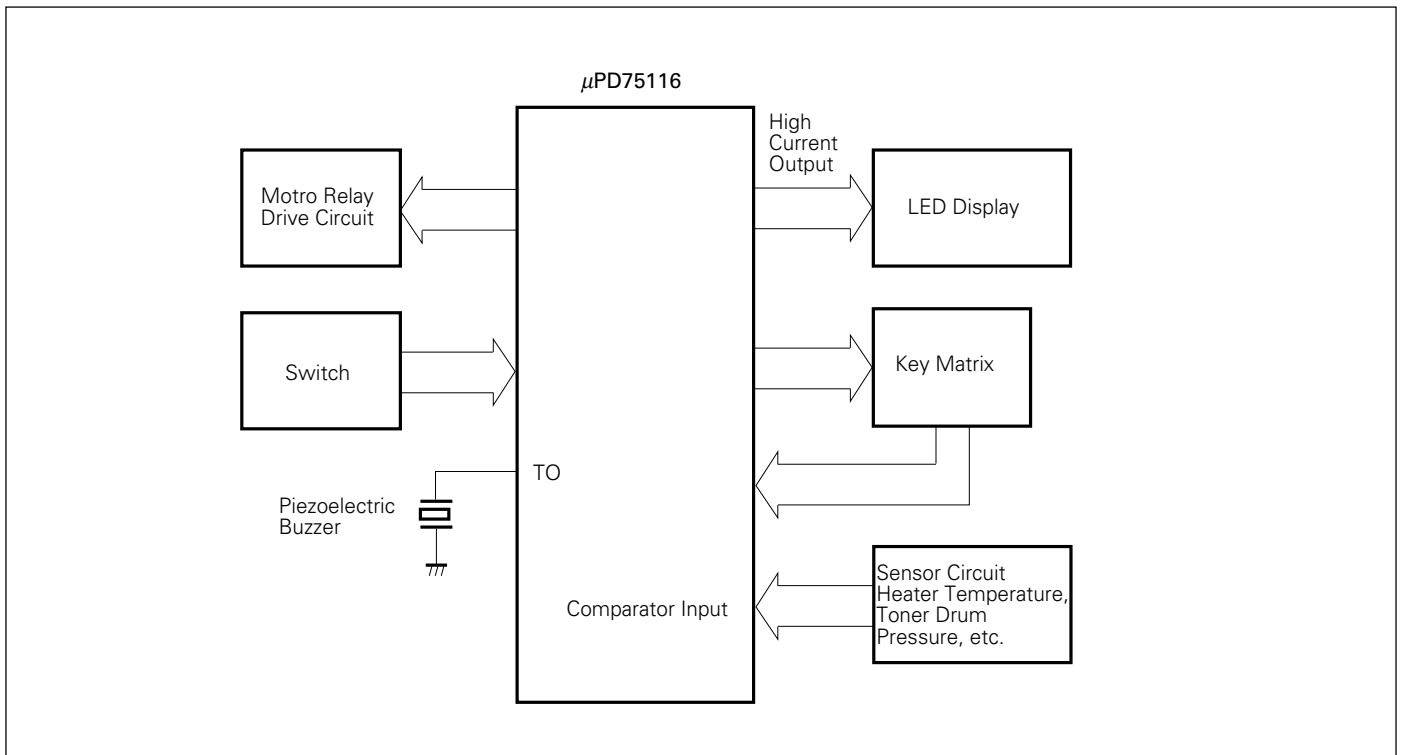 μPD75116
High
Current
Output
Motro Relay
Drive Circuit
LED Display
Switch
Key Matrix
TO
Piezoelectric
Buzzer
Comparator Input
Sensor Circuit
Heater Temperature,
Toner Drum
Pressure, etc.